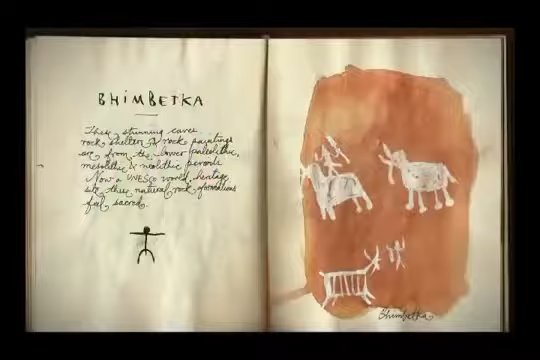 BHIMBETKA
These stunning caves
rock shelter & rock paintings
are from the lower paleolithic,
mesolithic & neolithic periods.
Now a UNESCO world heritage
site these natural rock formations
feel sacred.
Bhimbetka